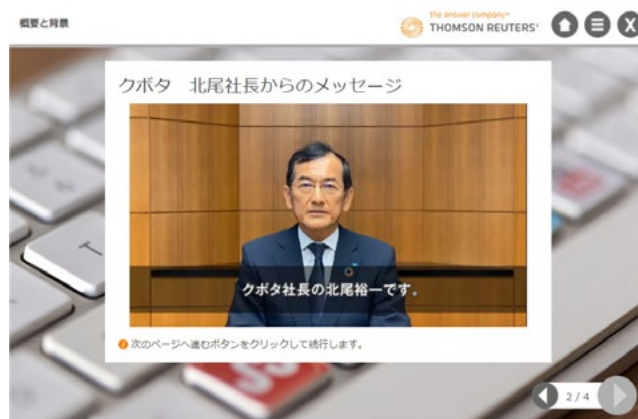 概要と背景
the answer company™
THOMSON REUTERS®
クボタ　北尾社長からのメッセージ
クボタ社長の北尾裕一です。
次のページへ進むボタンをクリックして続行します。
2 / 4